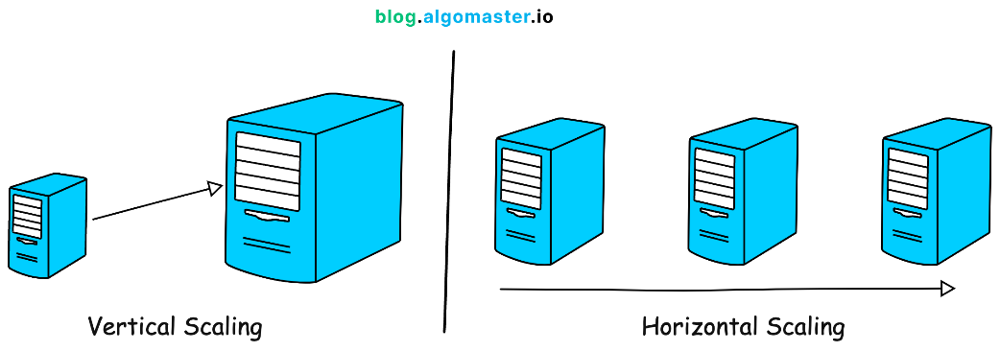 blog.algomaster.io
Vertical Scaling
Horizontal Scaling